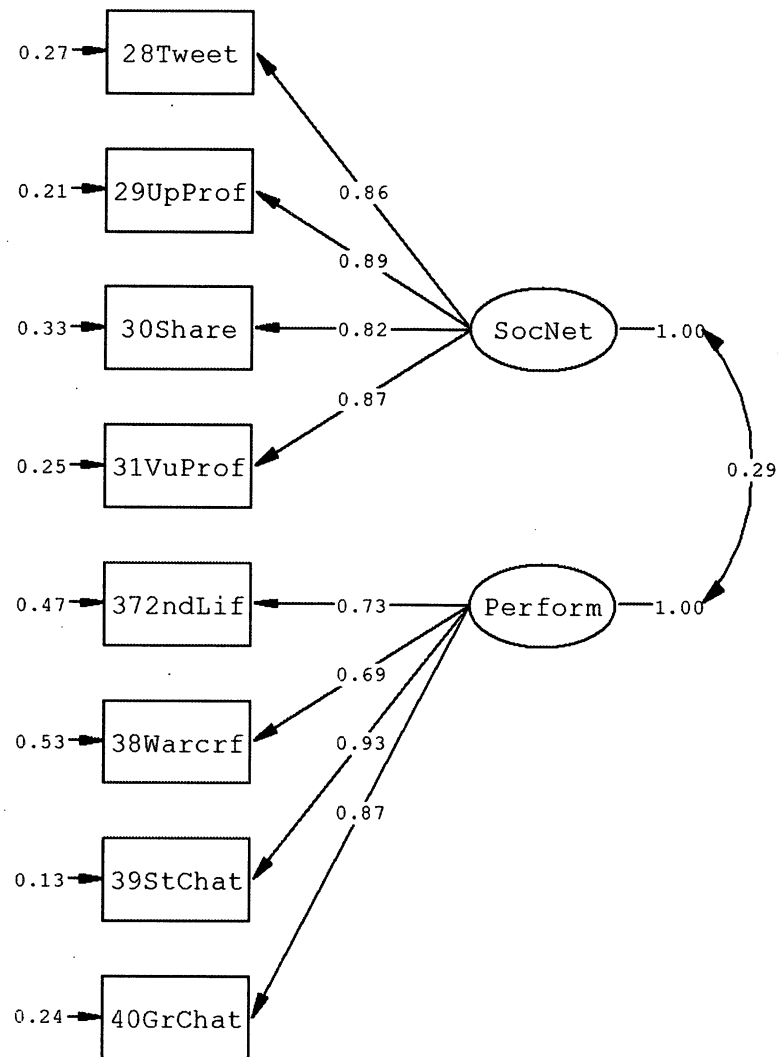 0.27 28Tweet
0.86
0.21 29UpProf
0.89
0.33 30Share 0.82 SocNet 1.00
0.87
0.25 31VuProf
0.29
0.47 372ndLif 0.73 Perform 1.00
0.69
0.53 38Warcrf 0.93
0.87
0.13 39StChat
0.24 40GrChat